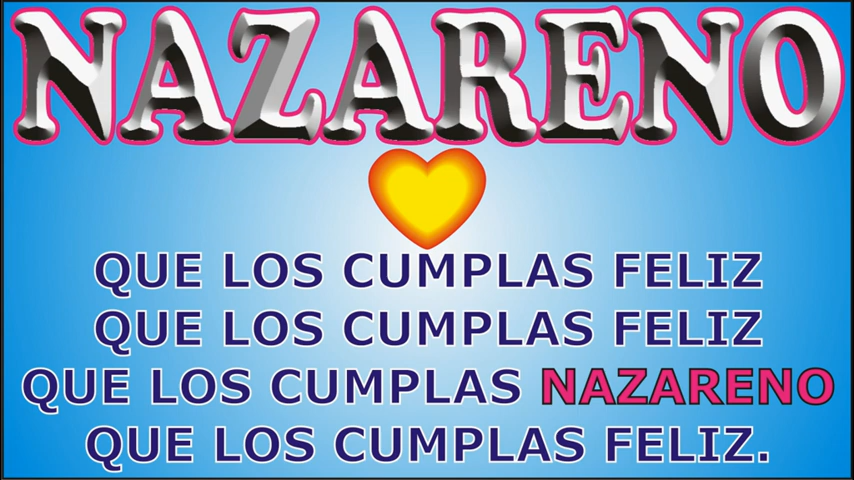 NAZARENO
QUE LOS CUMPLAS FELIZ
QUE LOS CUMPLAS FELIZ
QUE LOS CUMPLAS NAZARENO
QUE LOS CUMPLAS FELIZ.